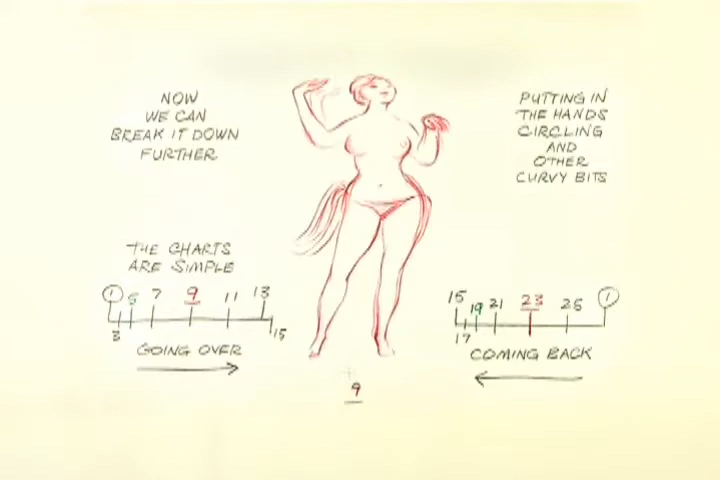 NOW
WE CAN
BREAK IT DOWN
FURTHER
PUTTING IN
THE HANDS
CIRCLING
AND
OTHER
CURVY BITS
THE CHARTS
ARE SIMPLE
1 5 7 9 11 13
3 15
GOING OVER
15 19 21 23 25 1
17
COMING BACK
9